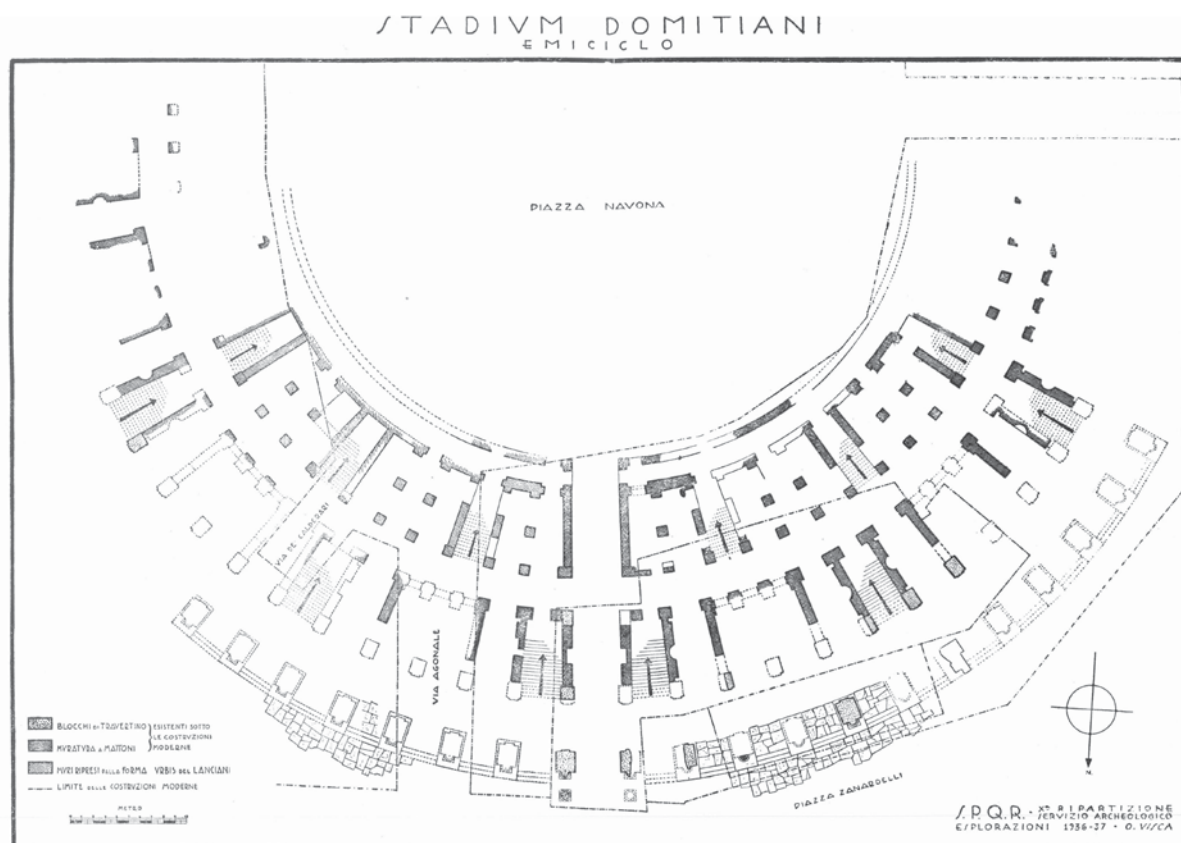 STADIVM DOMITIANI
EMICICLO
PIAZZA NAVONA
VIA DE CALDERARI
VIA AGONALE
PIAZZA ZANARDELLI
BLOCCHI DI TRAVERTINO
MVRATVRA A MATTONI
ESISTENTI SOTTO
LE COSTRUZIONI
MODERNE
MVRI RIPRESI DALLA FORMA VRBIS DEL LANCIANI
LIMITE DELLE COSTRUZIONI MODERNE
METRO
N.
S.P.Q.R. - Xª RIPARTIZIONE
SERVIZIO ARCHEOLOGICO
ESPLORAZIONI 1936-37 - O. VISCA